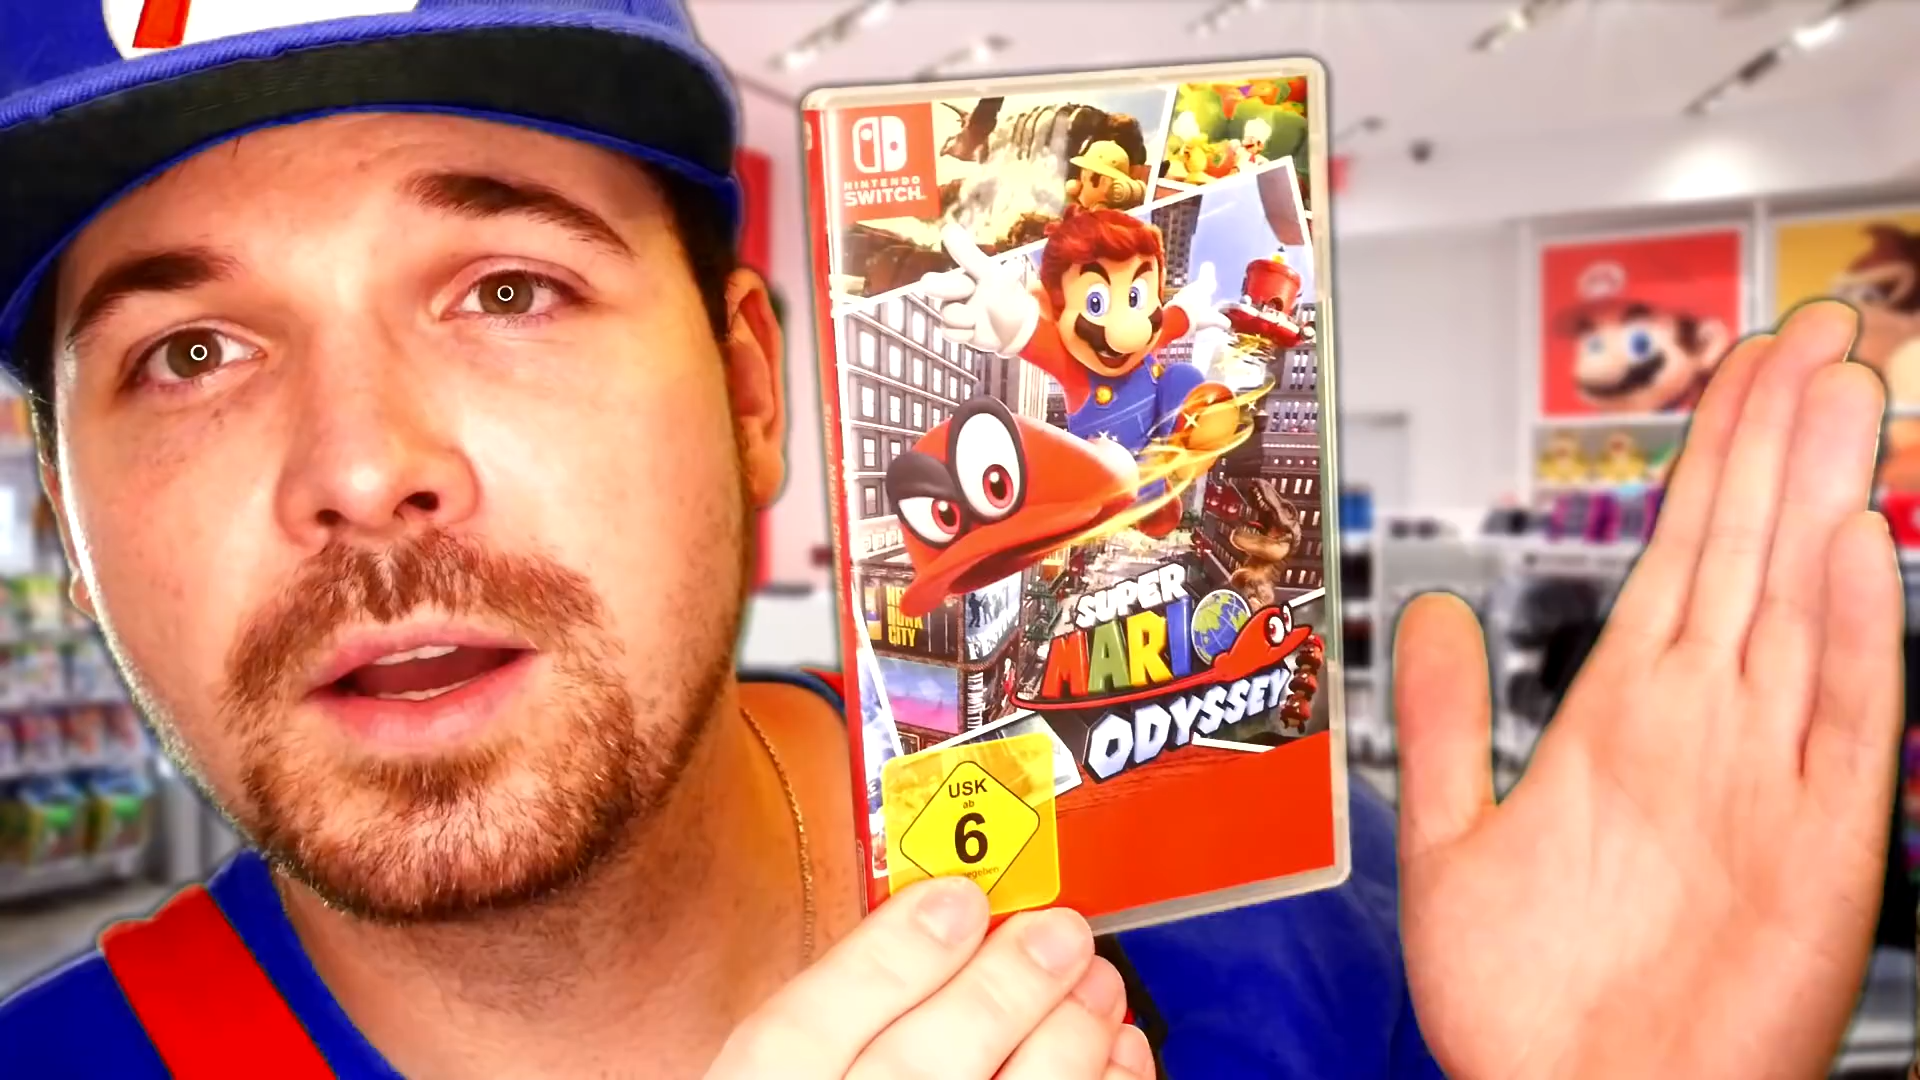 NINTENDO
SWITCH
NEW
DONK
CITY
SUPER
MARIO
ODYSSEY
USK
ab
6